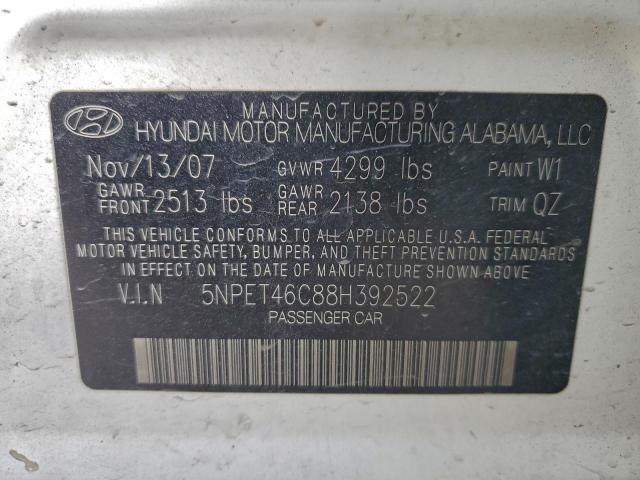 MANUFACTURED BY
HYUNDAI MOTOR MANUFACTURING ALABAMA, LLC
Nov/13/07 GVWR 4299 lbs PAINT W1
GAWR FRONT 2513 lbs GAWR REAR 2138 lbs TRIM QZ
THIS VEHICLE CONFORMS TO ALL APPLICABLE U.S.A. FEDERAL
MOTOR VEHICLE SAFETY, BUMPER, AND THEFT PREVENTION STANDARDS
IN EFFECT ON THE DATE OF MANUFACTURE SHOWN ABOVE.
V.I.N 5NPET46C88H392522
PASSENGER CAR